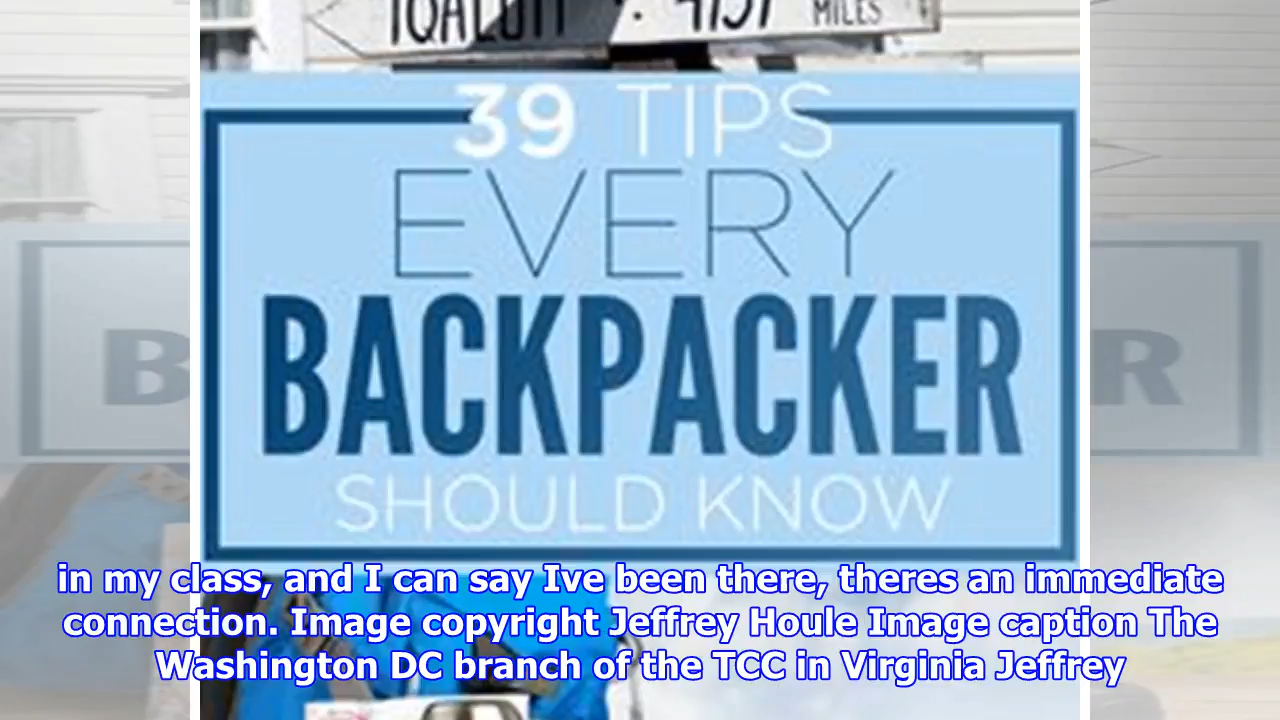 IQALUIT · 4757 MILES
39 TIPS
EVERY
BACKPACKER
SHOULD KNOW
in my class, and I can say Ive been there, theres an immediate
connection. Image copyright Jeffrey Houle Image caption The
Washington DC branch of the TCC in Virginia Jeffrey